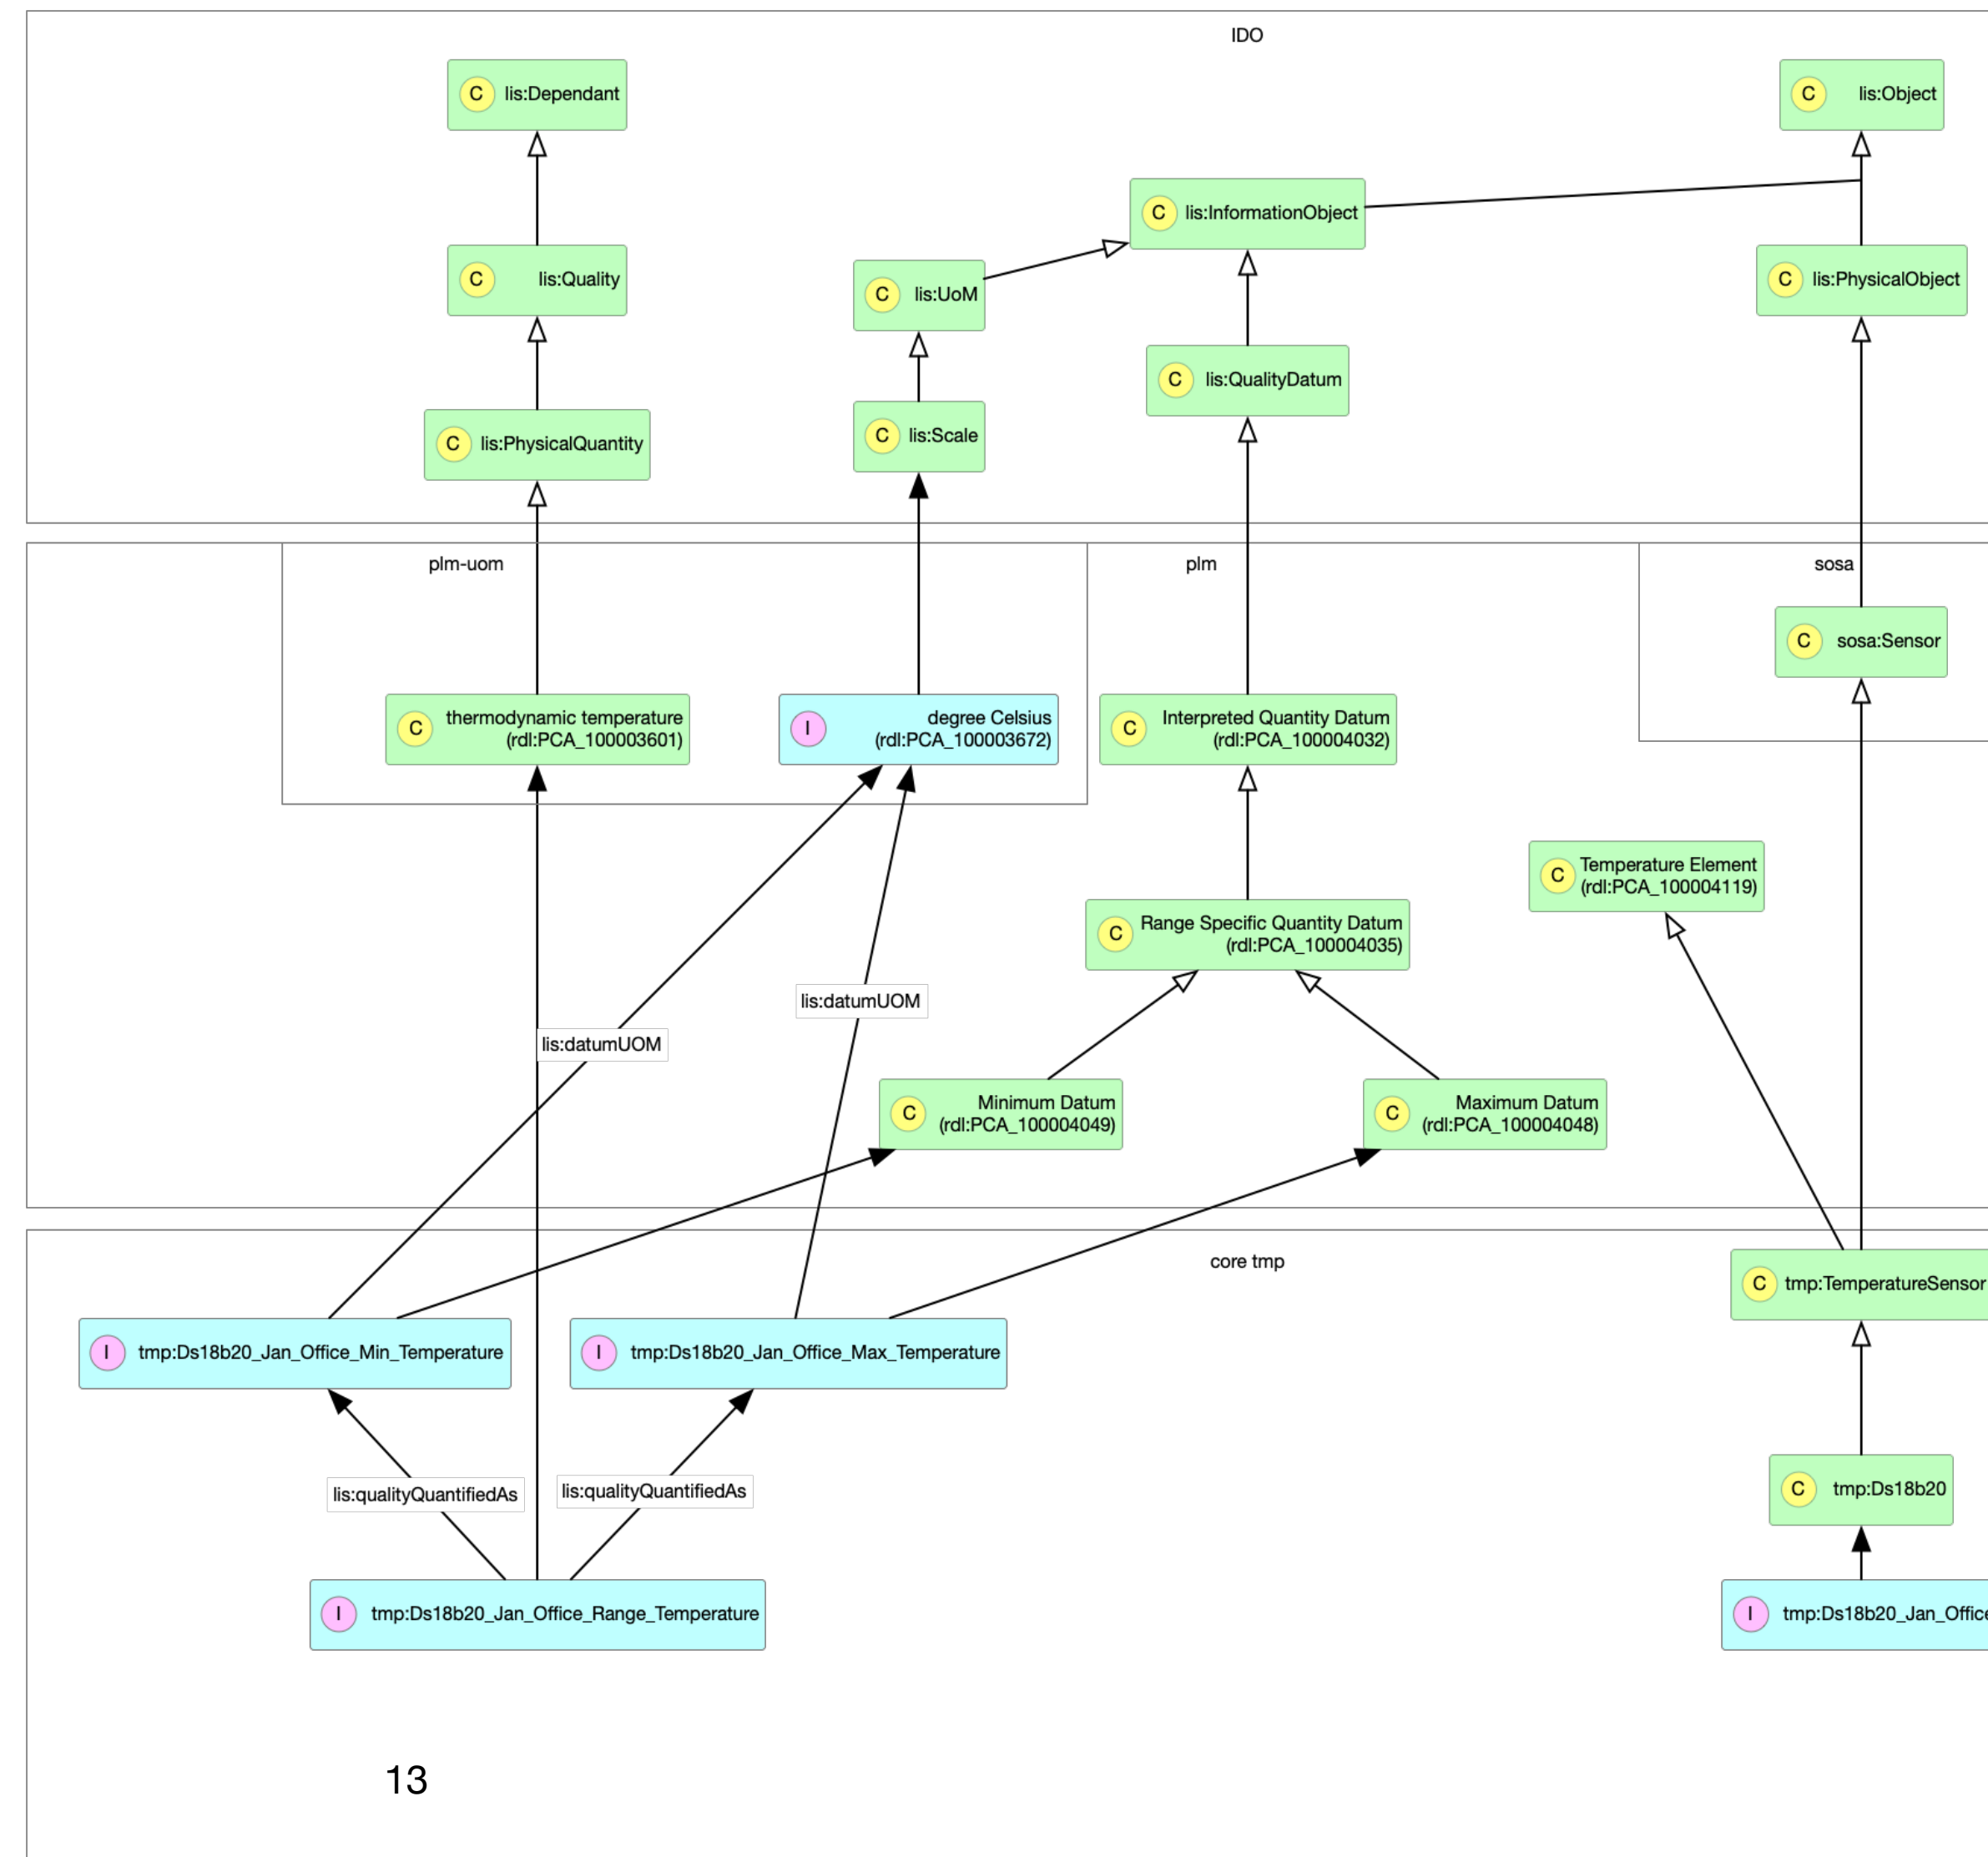 IDO
C lis:Dependant
C lis:Object
C lis:InformationObject
C lis:Quality
C lis:UoM
C lis:PhysicalObject
C lis:QualityDatum
C lis:PhysicalQuantity
C lis:Scale
plm-uom
plm
sosa
C sosa:Sensor
C thermodynamic temperature
(rdl:PCA_100003601)
I degree Celsius
(rdl:PCA_100003672)
C Interpreted Quantity Datum
(rdl:PCA_100004032)
C Temperature Element
(rdl:PCA_100004119)
C Range Specific Quantity Datum
(rdl:PCA_100004035)
lis:datumUOM
lis:datumUOM
C Minimum Datum
(rdl:PCA_100004049)
C Maximum Datum
(rdl:PCA_100004048)
core tmp
C tmp:TemperatureSensor
I tmp:Ds18b20_Jan_Office_Min_Temperature
I tmp:Ds18b20_Jan_Office_Max_Temperature
lis:qualityQuantifiedAs
lis:qualityQuantifiedAs
C tmp:Ds18b20
I tmp:Ds18b20_Jan_Office_Range_Temperature
I tmp:Ds18b20_Jan_Office
13